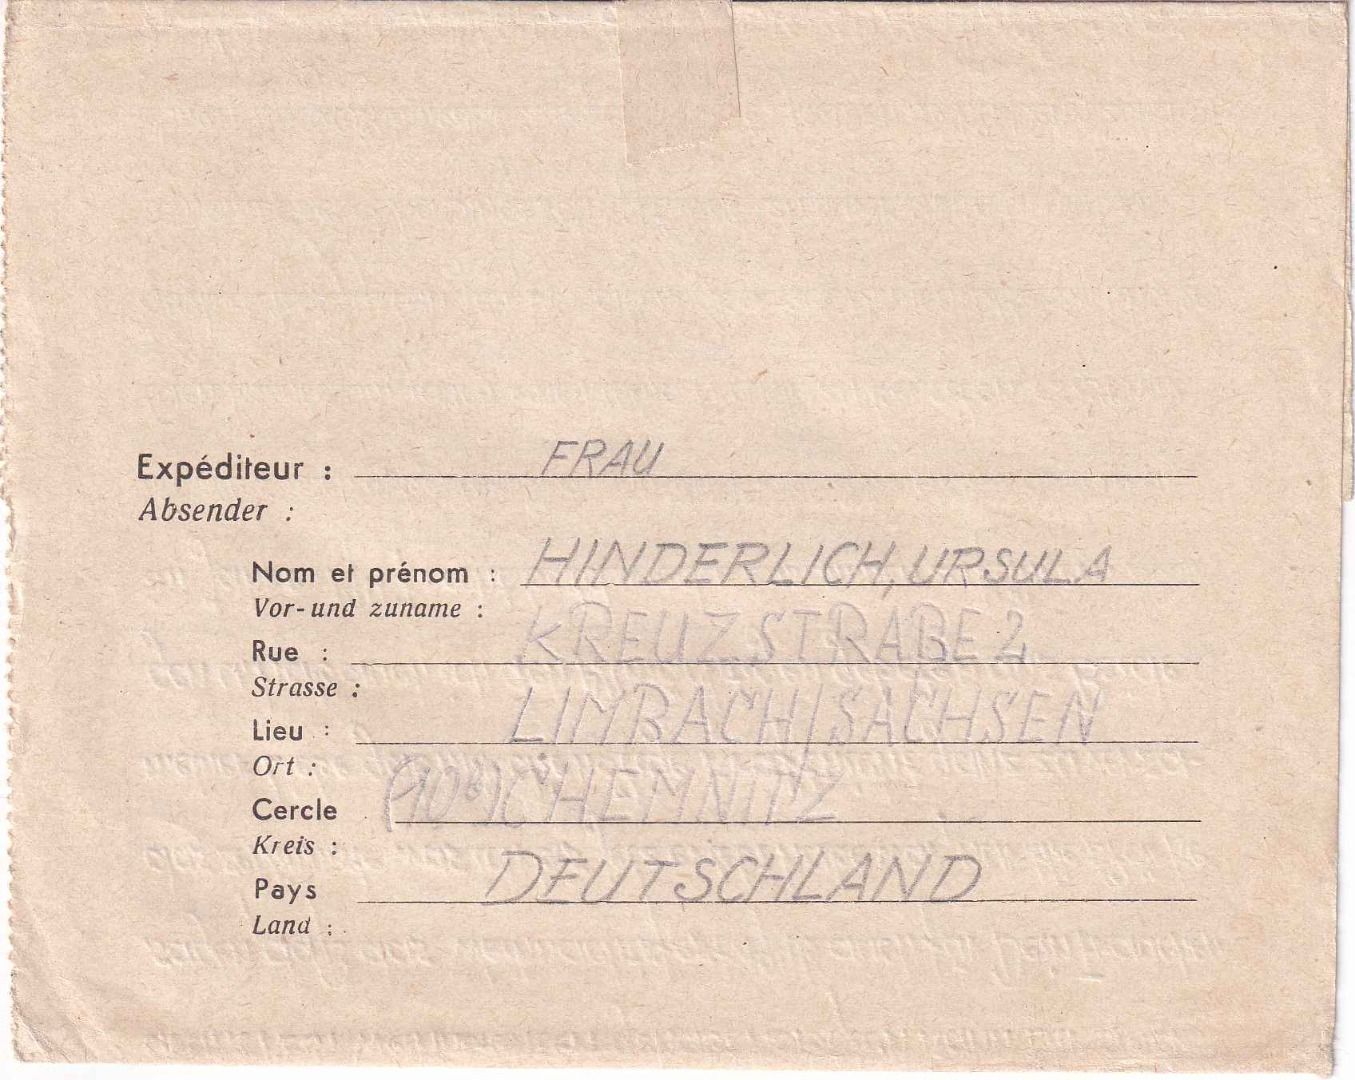 Expéditeur : FRAU
Absender :
Nom et prénom : HINDERLICH, URSULA
Vor- und zuname :
Rue : KREUZSTRAßE 2
Strasse :
Lieu : LIMBACH/SACHSEN
Ort :
Cercle (10b) CHEMNITZ
Kreis :
Pays DEUTSCHLAND
Land :